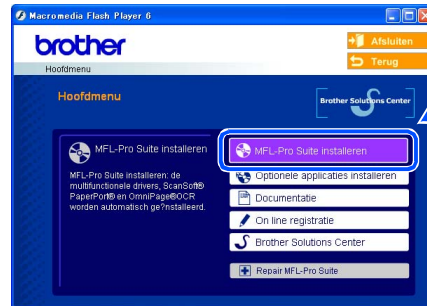 Macromedia Flash Player 6
brother
Afsluiten
Terug
Hoofdmenu
Hoofdmenu
Brother Solutions Center
MFL-Pro Suite installeren
MFL-Pro Suite installeren: de
multifunctionele drivers, ScanSoft®
PaperPort® en OmniPage®OCR
worden automatisch ge?nstalleerd.
MFL-Pro Suite installeren
Optionele applicaties installeren
Documentatie
On line registratie
Brother Solutions Center
Repair MFL-Pro Suite